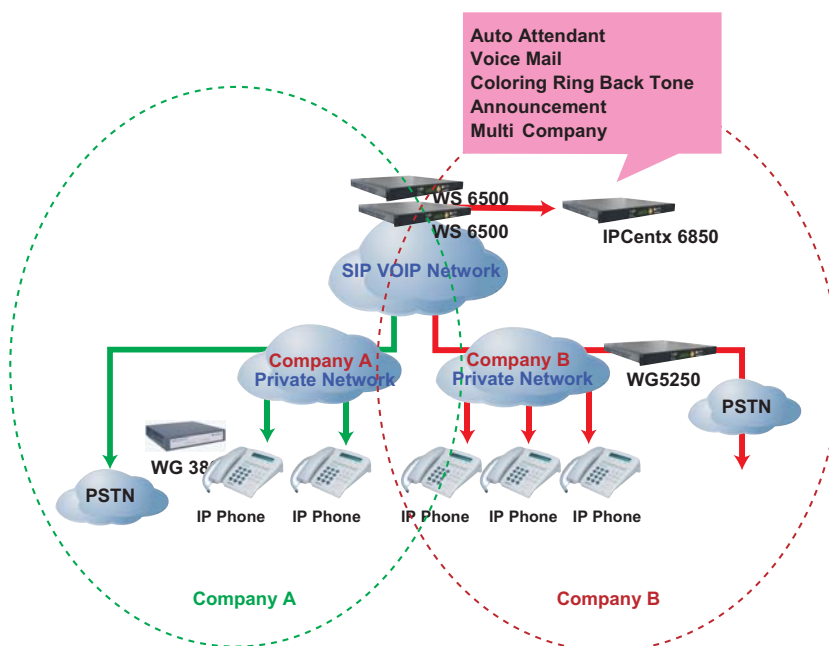 Auto Attendant
Voice Mail
Coloring Ring Back Tone
Announcement
Multi Company
WS 6500
WS 6500
IPCentx 6850
SIP VOIP Network
Company A
Private Network
Company B
Private Network
WG5250
PSTN
WG 38
PSTN
IP Phone
IP Phone
IP Phone
IP Phone
IP Phone
Company A
Company B